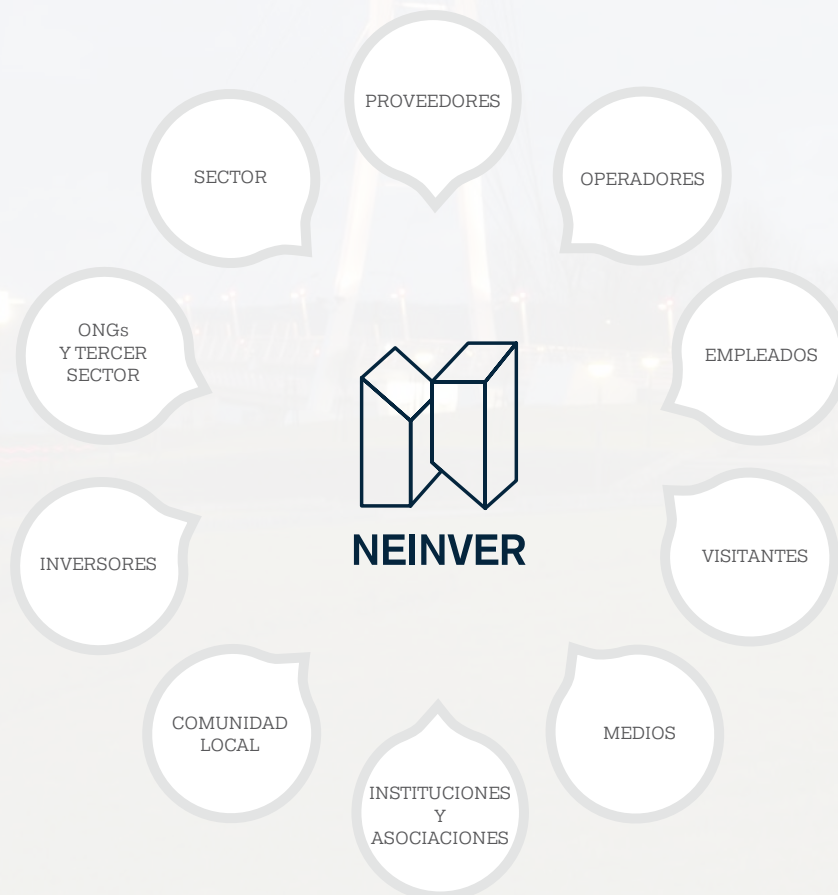 PROVEEDORES
OPERADORES
EMPLEADOS
VISITANTES
MEDIOS
INSTITUCIONES
Y
ASOCIACIONES
COMUNIDAD
LOCAL
INVERSORES
ONGs
Y TERCER
SECTOR
SECTOR
NEINVER